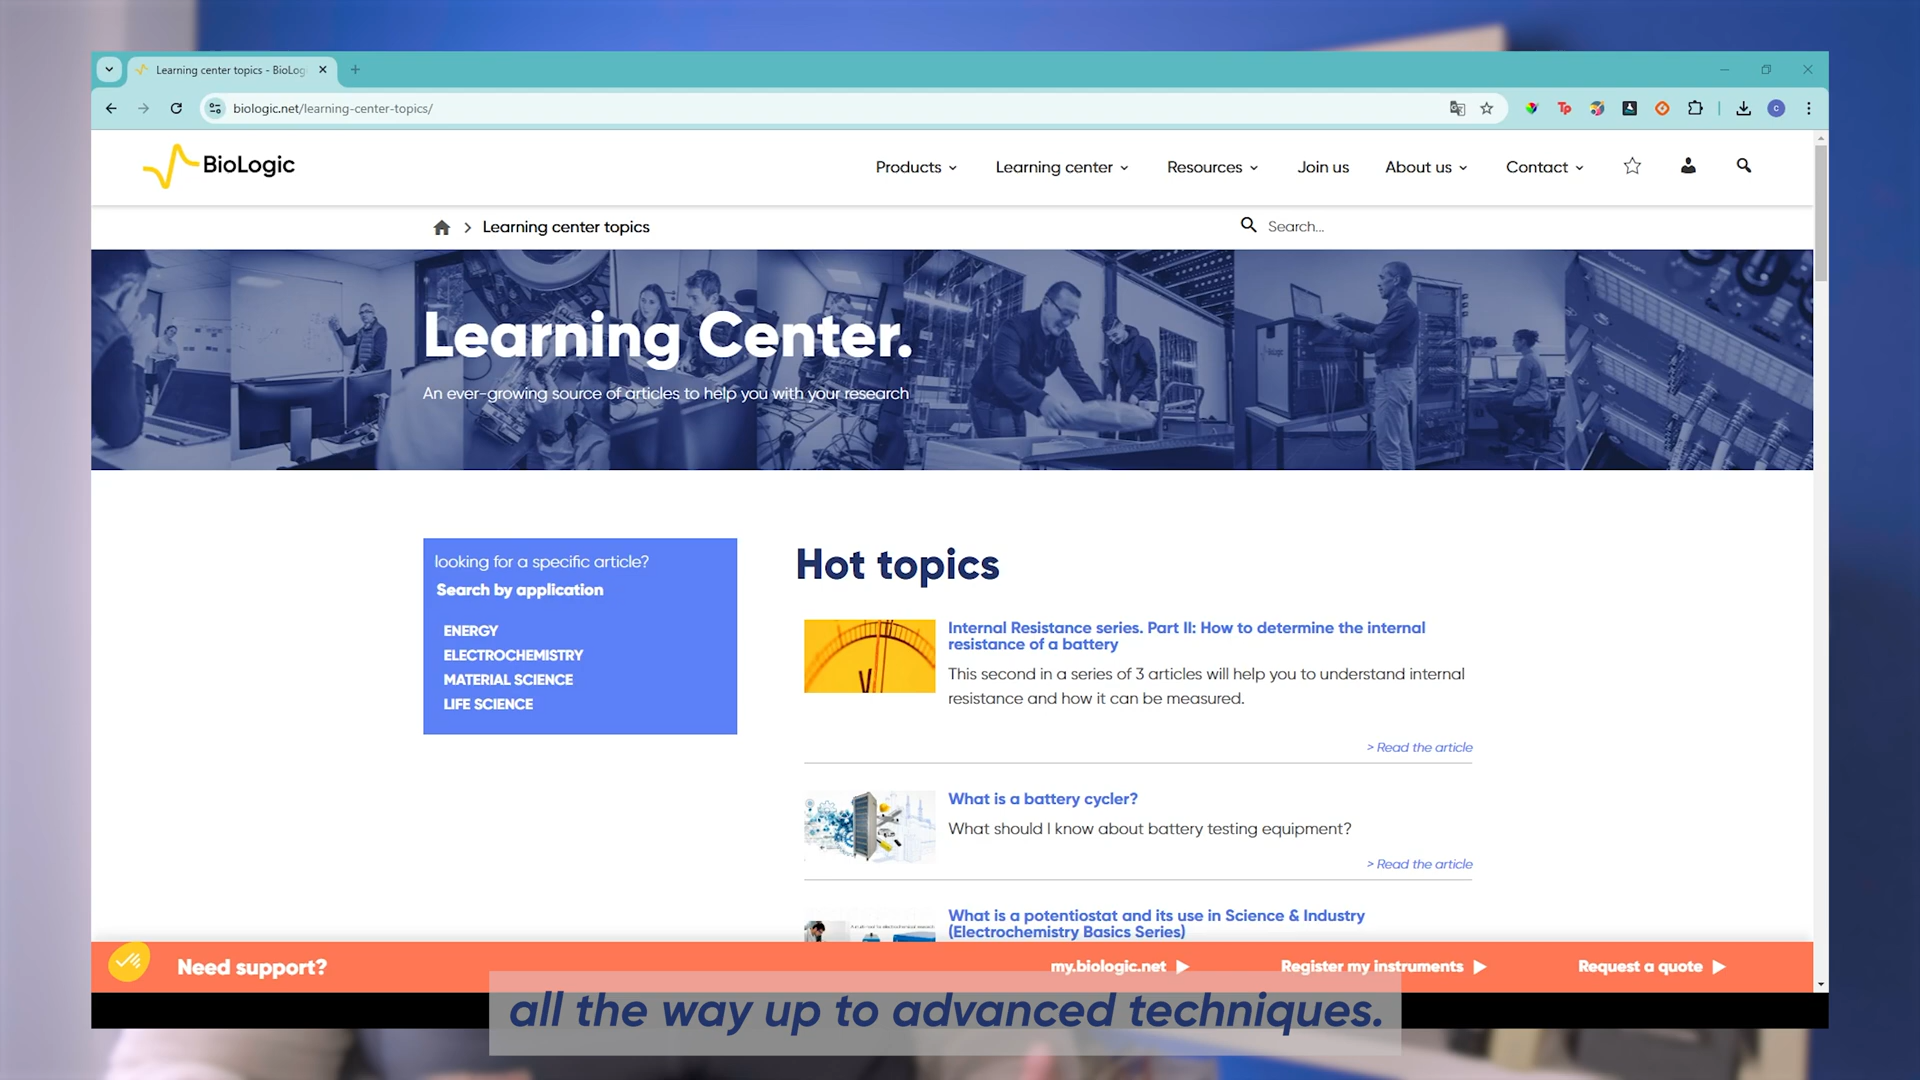 Learning center topics - BioLog
biologic.net/learning-center-topics/
BioLogic
Products
Learning center
Resources
Join us
About us
Contact
Learning center topics
Search...
Learning Center.
An ever-growing source of articles to help you with your research
looking for a specific article?
Search by application
ENERGY
ELECTROCHEMISTRY
MATERIAL SCIENCE
LIFE SCIENCE
Hot topics
Internal Resistance series. Part II: How to determine the internal
resistance of a battery
This second in a series of 3 articles will help you to understand internal
resistance and how it can be measured.
> Read the article
What is a battery cycler?
What should I know about battery testing equipment?
> Read the article
What is a potentiostat and its use in Science & Industry
(Electrochemistry Basics Series)
Need support?
my.biologic.net
Register my instruments
Request a quote
all the way up to advanced techniques.